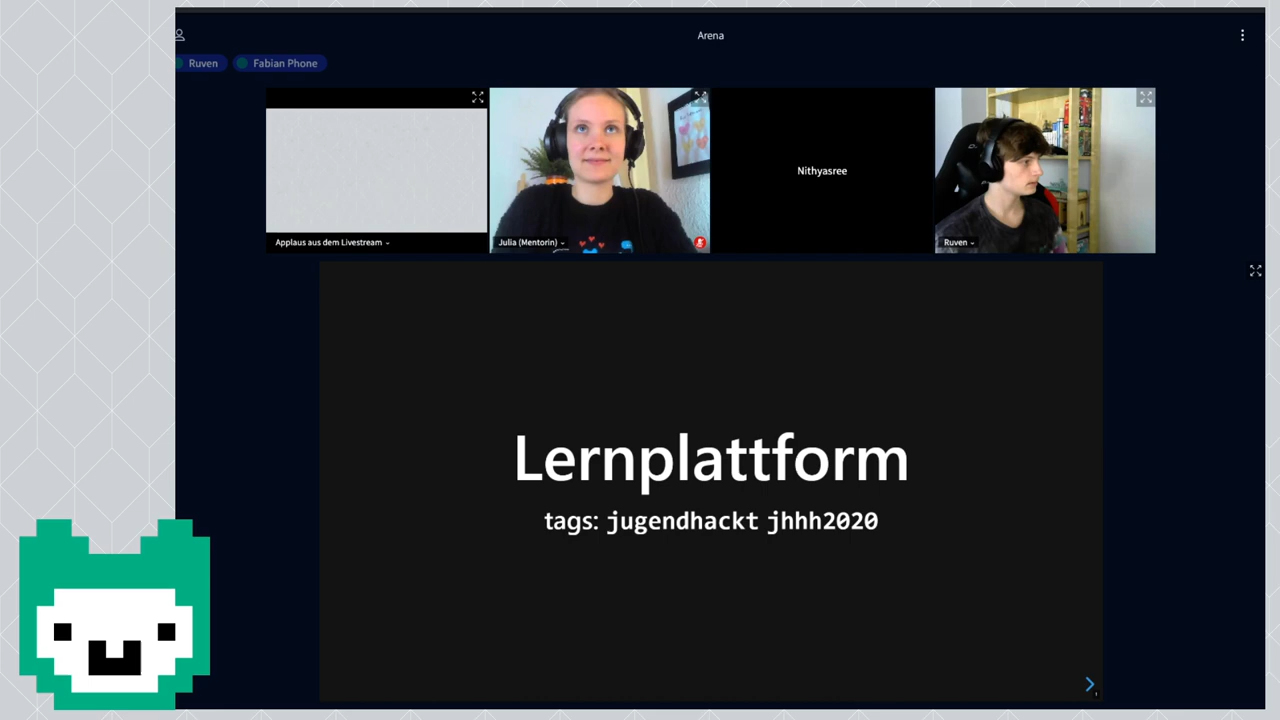 Arena
Ruven
Fabian Phone
Nithyasree
Applaus aus dem Livestream
Julia (Mentorin)
Ruven
Lernplattform
tags: jugendhackt jhhh2020